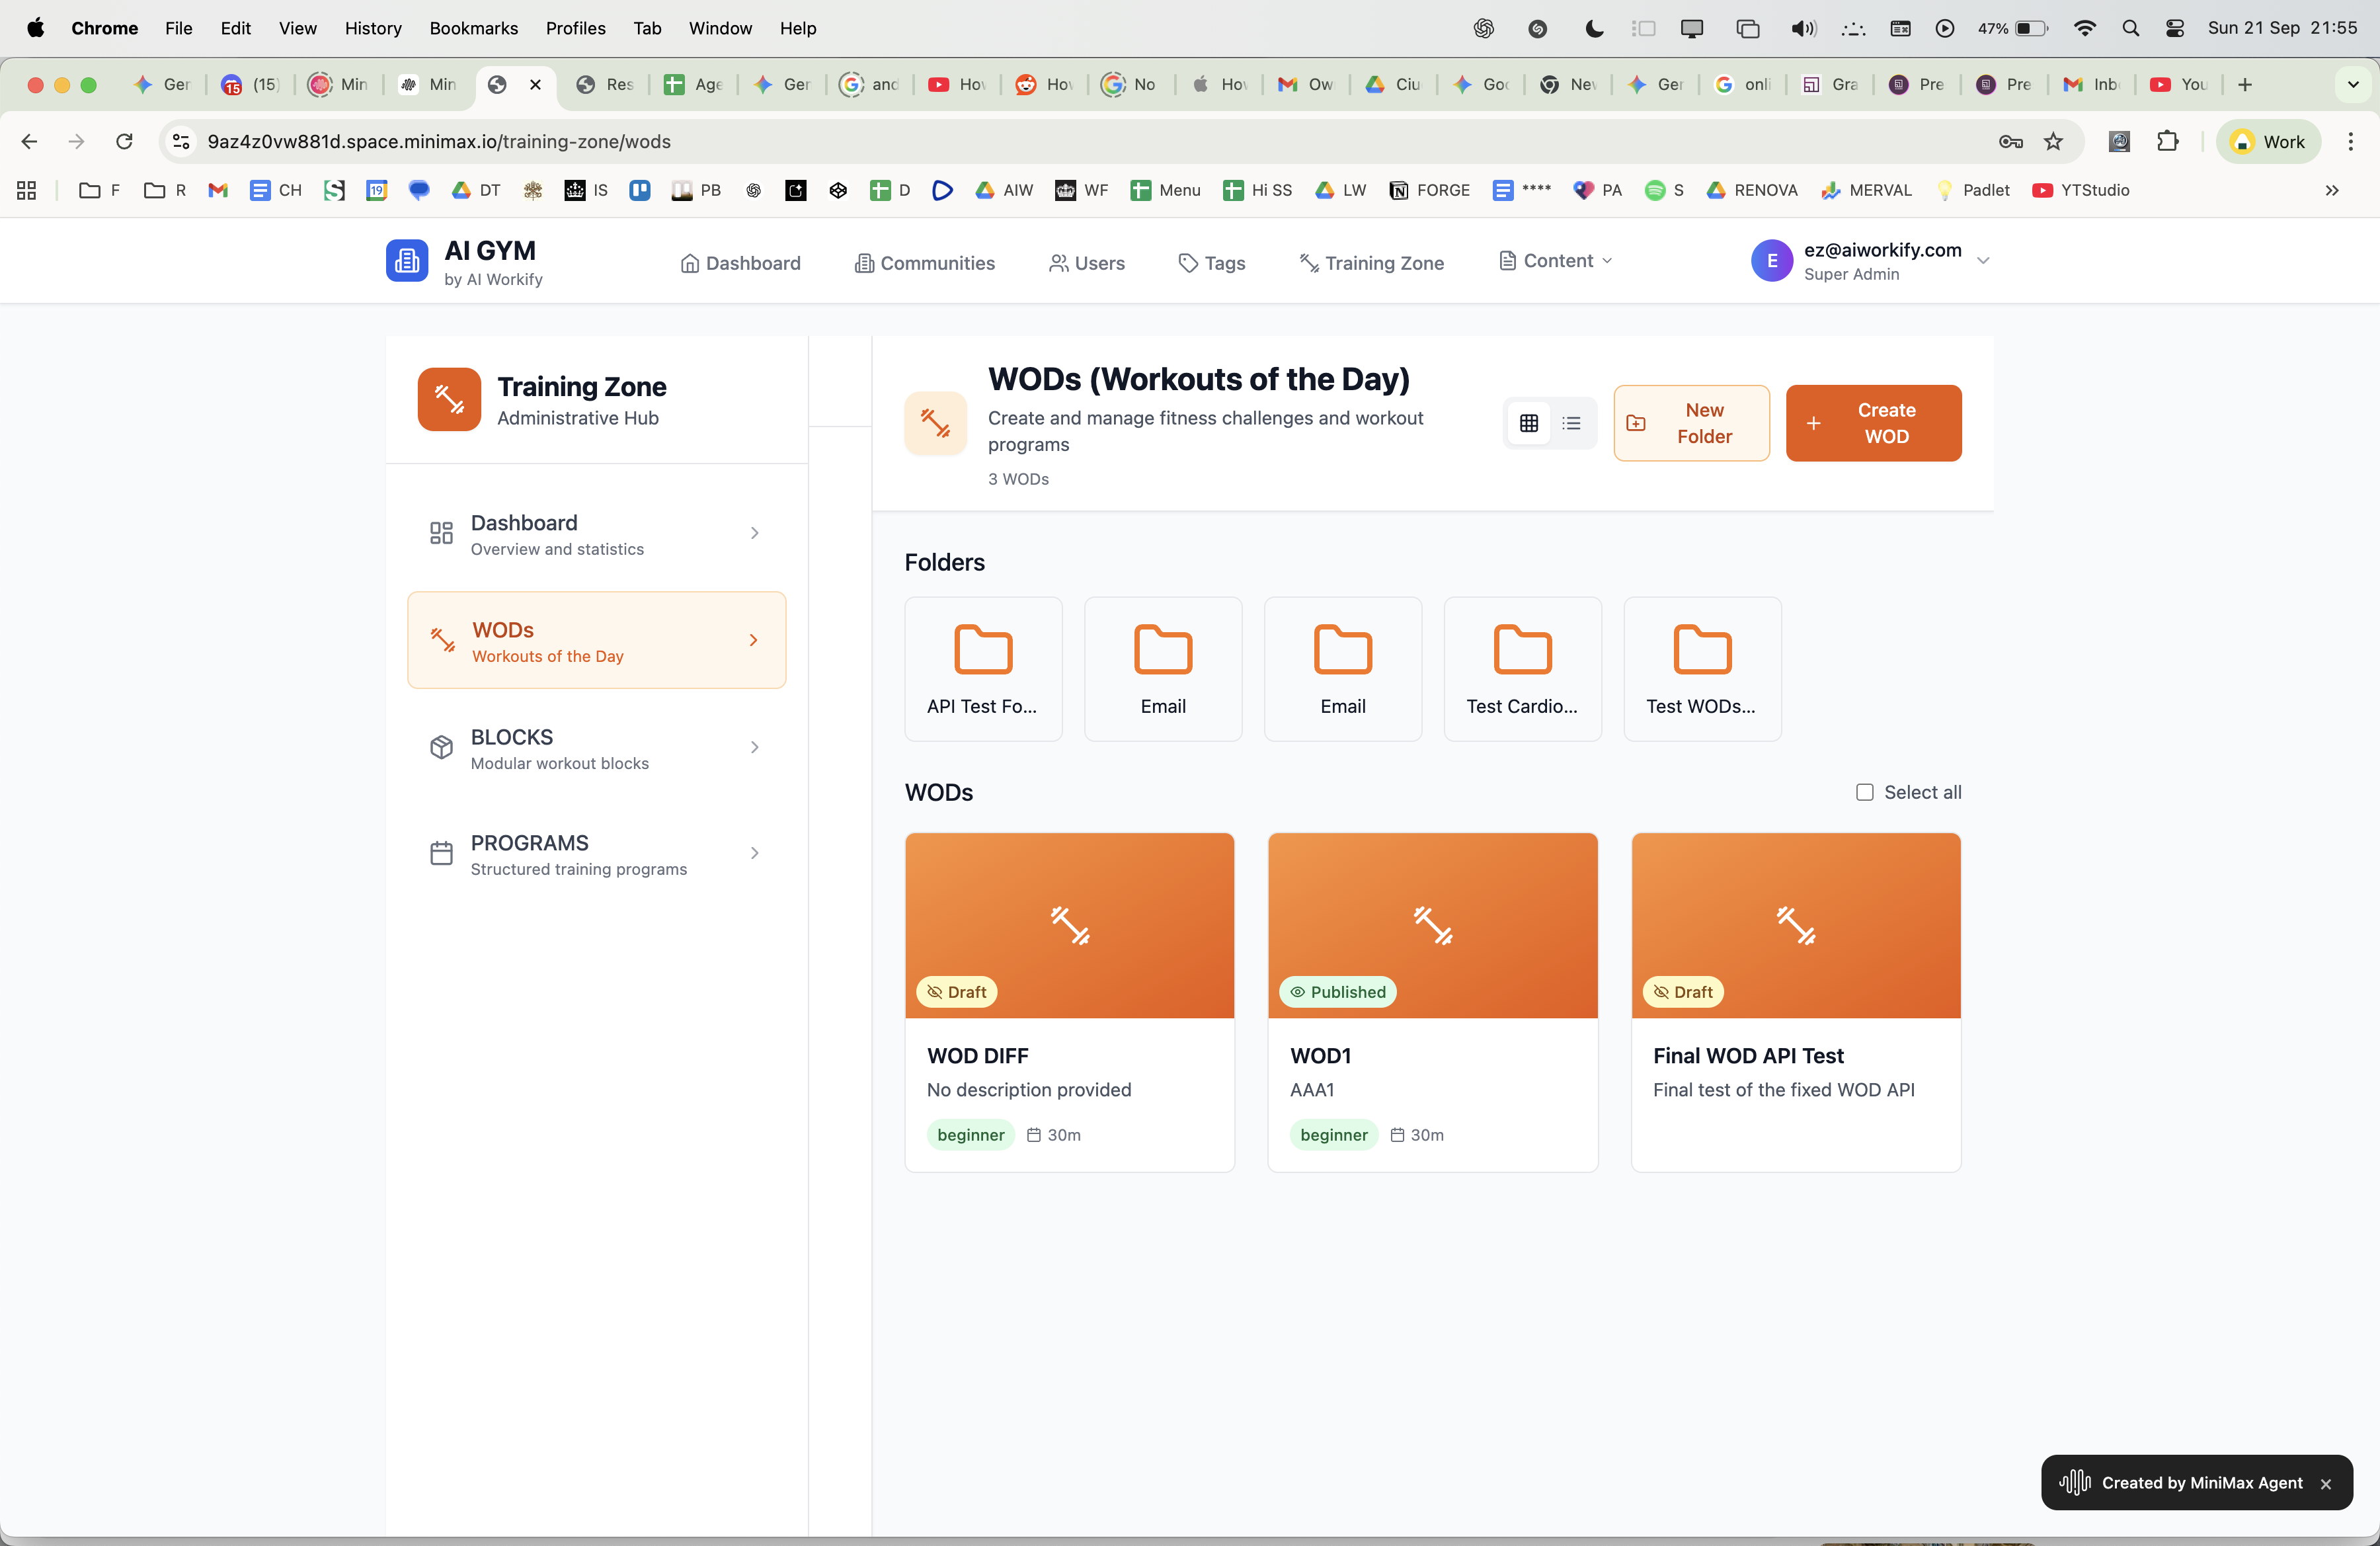 Chrome File Edit View History Bookmarks Profiles Tab Window Help
47% Sun 21 Sep 21:55
Ger (15) Min Min Res Age Ger and Hov Hov No Hov Ow Ciu Goo Nev Ger onli Gra Pre Pre Inb You
9az4z0vw881d.space.minimax.io/training-zone/wods
Work
F R CH 19 DT IS PB D AIW WF Menu Hi SS LW FORGE **** PA S RENOVA MERVAL Padlet YTStudio
AI GYM
by AI Workify
Dashboard Communities Users Tags Training Zone Content
E
ez@aiworkify.com
Super Admin
Training Zone
Administrative Hub
Dashboard
Overview and statistics
WODs
Workouts of the Day
BLOCKS
Modular workout blocks
PROGRAMS
Structured training programs
WODs (Workouts of the Day)
Create and manage fitness challenges and workout
programs
3 WODs
New
Folder
Create
WOD
Folders
API Test Fo... Email Email Test Cardio... Test WODs...
WODs
Select all
Draft
WOD DIFF
No description provided
beginner 30m
Published
WOD1
AAA1
beginner 30m
Draft
Final WOD API Test
Final test of the fixed WOD API
Created by MiniMax Agent